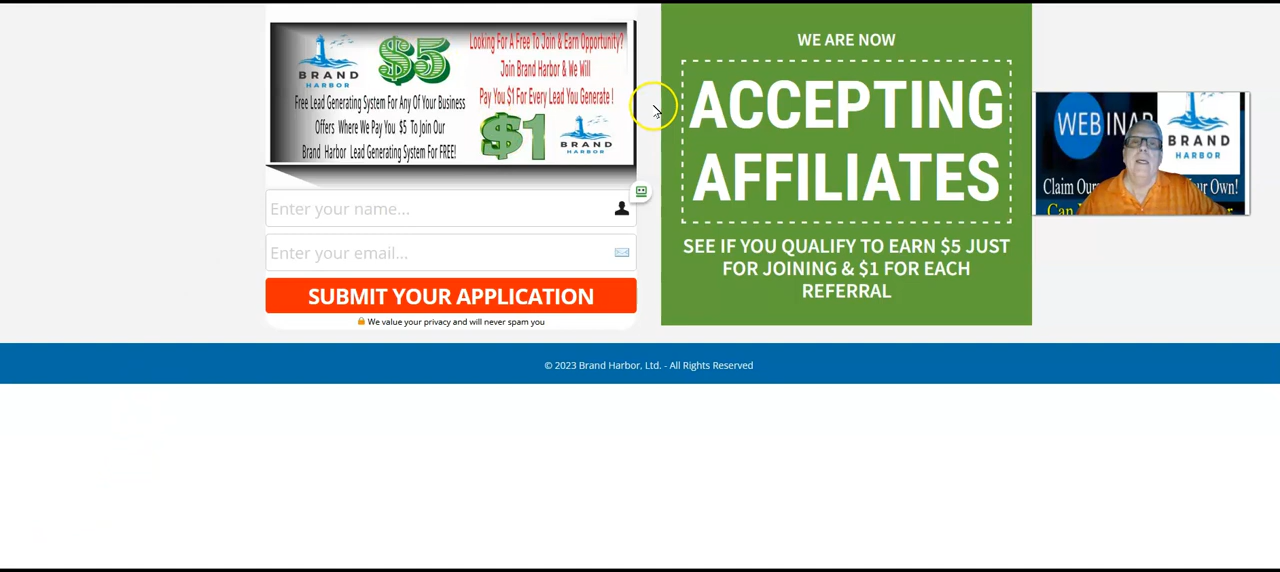 BRAND
HARBOR
$5
Free Lead Generating System For Any Of Your Business
Offers Where We Pay You $5 To Join Our
Brand Harbor Lead Generating System For FREE!
Looking For A Free To Join & Earn Opportunity?
Join Brand Harbor & We Will
Pay You $1 For Every Lead You Generate !
$1
BRAND
HARBOR
Enter your name...
Enter your email...
SUBMIT YOUR APPLICATION
We value your privacy and will never spam you
WE ARE NOW
ACCEPTING
AFFILIATES
SEE IF YOU QUALIFY TO EARN $5 JUST
FOR JOINING & $1 FOR EACH
REFERRAL
WEBINAR
BRAND
HARBOR
Claim Our
Your Own!
Can
© 2023 Brand Harbor, Ltd. - All Rights Reserved